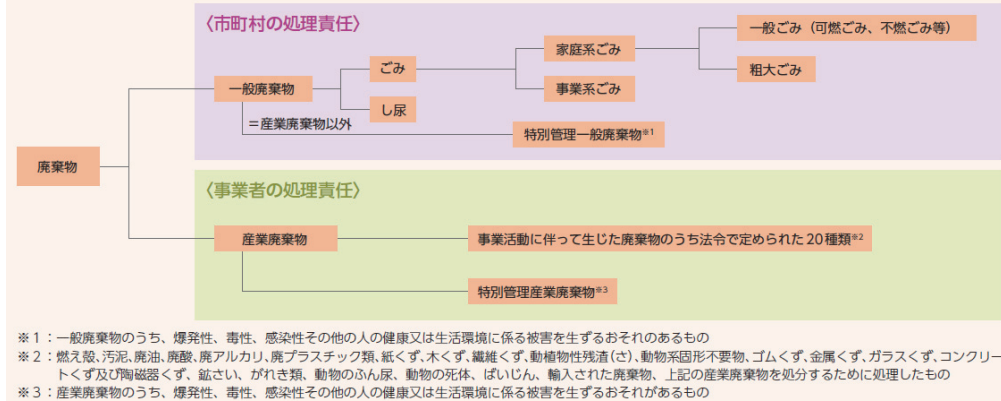 〈市町村の処理責任〉
一般ごみ（可燃ごみ、不燃ごみ等）
家庭系ごみ
ごみ
粗大ごみ
一般廃棄物
事業系ごみ
し尿
＝産業廃棄物以外
特別管理一般廃棄物※1
廃棄物
〈事業者の処理責任〉
産業廃棄物
事業活動に伴って生じた廃棄物のうち法令で定められた20種類※2
特別管理産業廃棄物※3
※1：一般廃棄物のうち、爆発性、毒性、感染性その他の人の健康又は生活環境に係る被害を生ずるおそれのあるもの
※2：燃え殻、汚泥、廃油、廃酸、廃アルカリ、廃プラスチック類、紙くず、木くず、繊維くず、動植物性残渣（さ）、動物系固形不要物、ゴムくず、金属くず、ガラスくず、コンクリー
トくず及び陶磁器くず、鉱さい、がれき類、動物のふん尿、動物の死体、ばいじん、輸入された廃棄物、上記の産業廃棄物を処分するために処理したもの
※3：産業廃棄物のうち、爆発性、毒性、感染性その他の人の健康又は生活環境に係る被害を生ずるおそれがあるもの